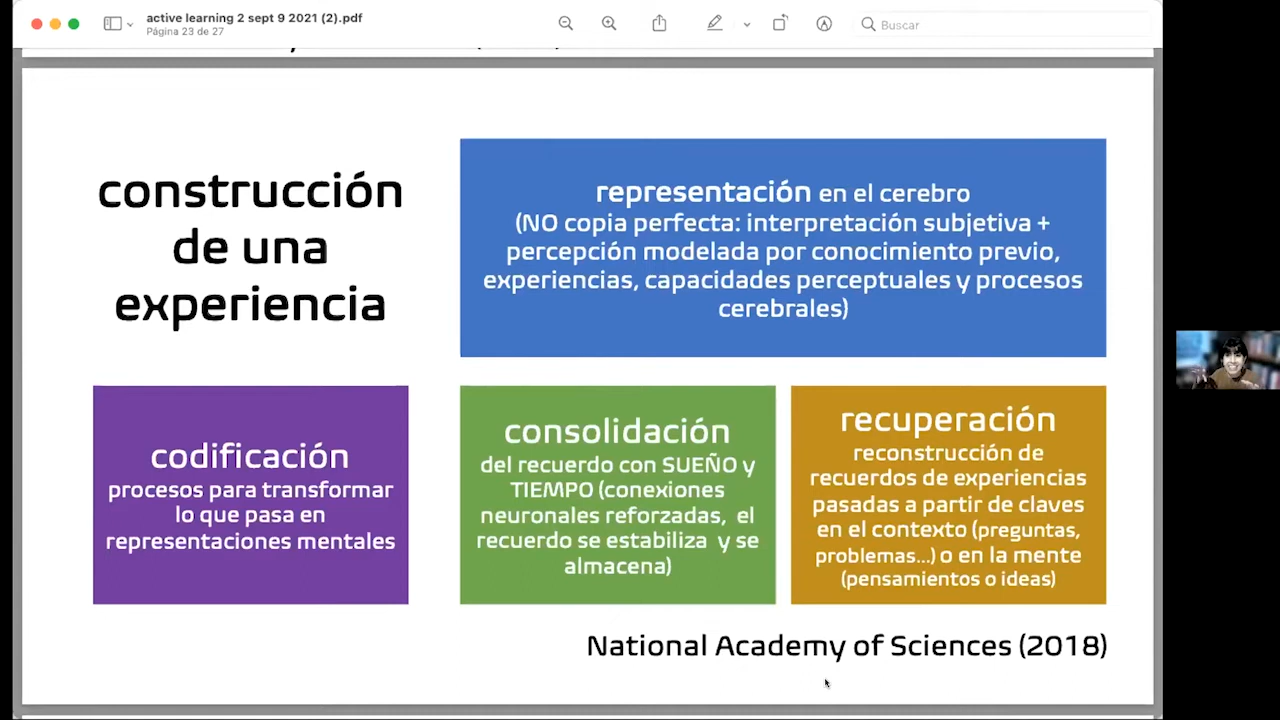 active learning 2 sept 9 2021 (2).pdf
Página 23 de 27
Buscar
construcción
de una
experiencia
representación en el cerebro
(NO copia perfecta: interpretación subjetiva +
percepción modelada por conocimiento previo,
experiencias, capacidades perceptuales y procesos
cerebrales)
codificación
procesos para transformar
lo que pasa en
representaciones mentales
consolidación
del recuerdo con SUEÑO y
TIEMPO (conexiones
neuronales reforzadas, el
recuerdo se estabiliza y se
almacena)
recuperación
reconstrucción de
recuerdos de experiencias
pasadas a partir de claves
en el contexto (preguntas,
problemas...) o en la mente
(pensamientos o ideas)
National Academy of Sciences (2018)